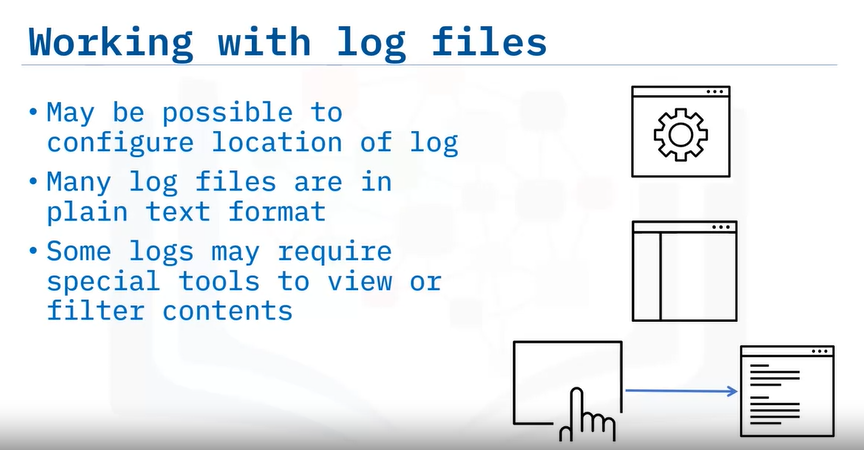 Working with log files
• May be possible to
configure location of log
• Many log files are in
plain text format
• Some logs may require
special tools to view or
filter contents